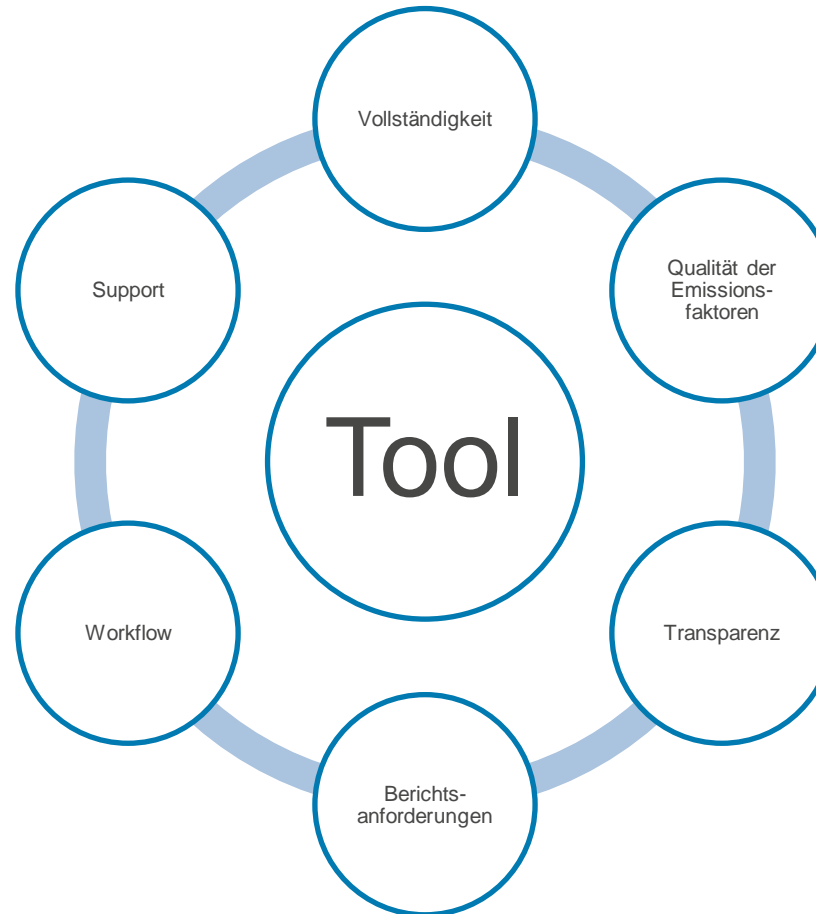 Vollständigkeit
Qualität der
Emissions-
faktoren
Transparenz
Berichts-
anforderungen
Workflow
Support
Tool